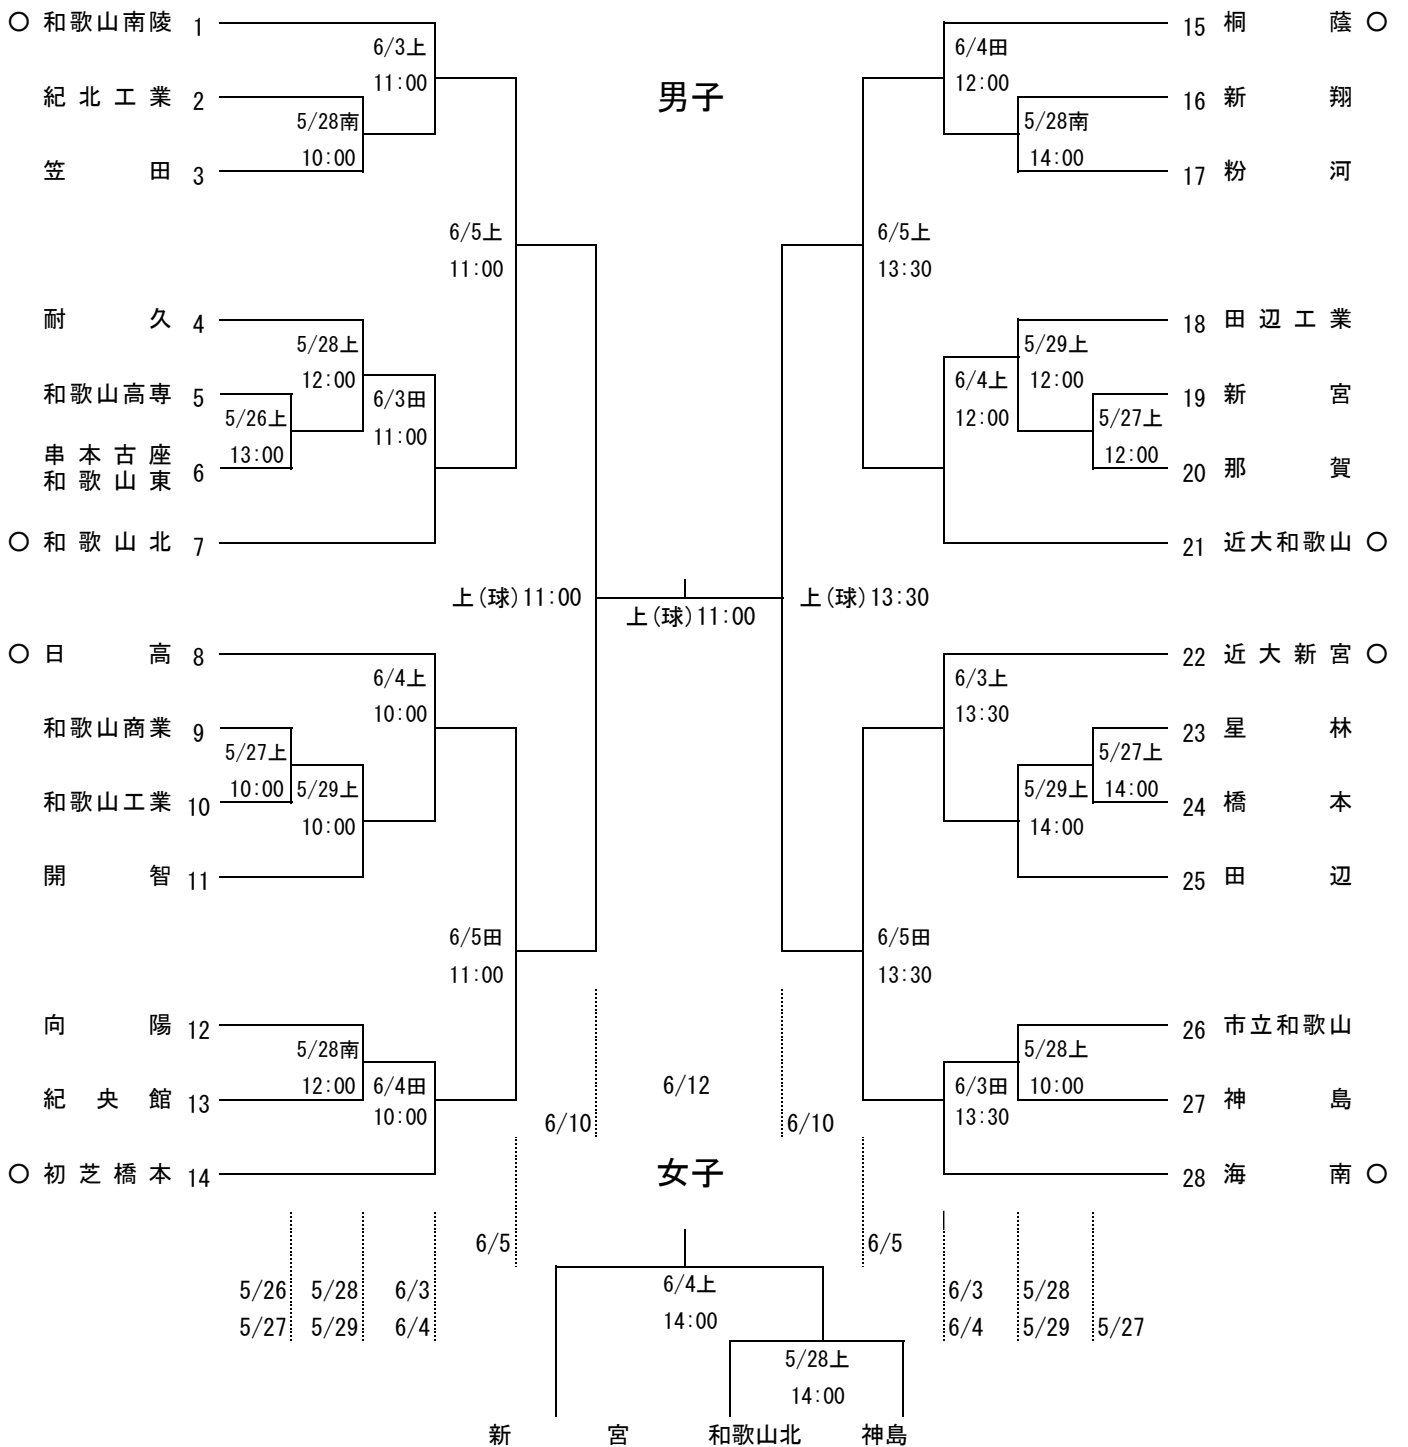 男子
○ 和歌山南陵 1
6/3上
11:00
紀北工業 2
5/28南
10:00
笠田 3
6/5上
11:00
耐久 4
5/28上
12:00
和歌山高専 5
6/3田
11:00
5/26上
13:00
串本古座
和歌山東 6
○ 和歌山北 7
上(球)11:00
○ 日高 8
6/4上
10:00
和歌山商業 9
5/27上
10:00
5/29上
10:00
和歌山工業 10
開智 11
6/5田
11:00
向陽 12
5/28南
12:00
紀央館 13
6/4田
10:00
○ 初芝橋本 14
上(球)11:00
15 桐蔭 ○
6/4田
12:00
16 新翔
5/28南
14:00
17 粉河
6/5上
13:30
18 田辺工業
5/29上
12:00
6/4上
12:00
19 新宮
5/27上
12:00
20 那賀
21 近大和歌山 ○
上(球)13:30
22 近大新宮 ○
6/3上
13:30
23 星林
5/27上
14:00
5/29上
14:00
24 橋本
25 田辺
6/5田
13:30
26 市立和歌山
5/28上
10:00
27 神島
6/3田
13:30
28 海南 ○
6/12
6/10
6/10
6/5
6/5
5/26 5/28 6/3
5/27 5/29 6/4
6/3 5/28
6/4 5/29 5/27
女子
6/4上
14:00
5/28上
14:00
新宮 和歌山北 神島